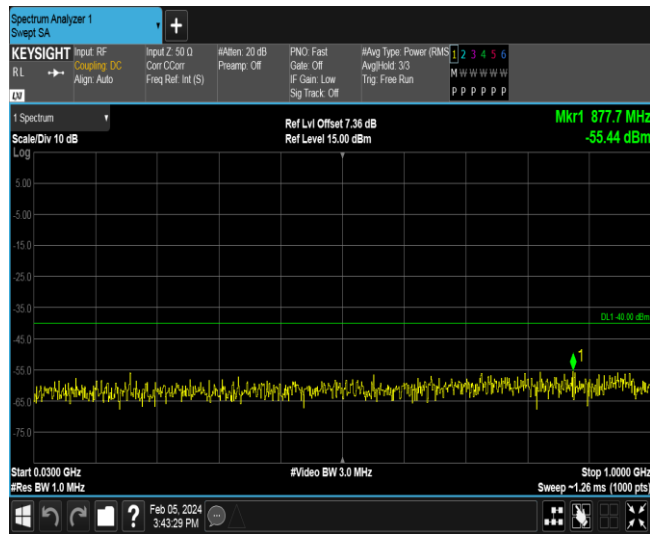 Spectrum Analyzer 1
Swept SA
+
KEYSIGHT
RL
LXI
Input: RF
Coupling: DC
Align: Auto
Input Z: 50 Ω
Corr CCorr
Freq Ref: Int (S)
#Atten: 20 dB
Preamp: Off
PNO: Fast
Gate: Off
IF Gain: Low
Sig Track: Off
#Avg Type: Power (RMS
Avg|Hold: 3/3
Trig: Free Run
1 2 3 4 5 6
M W W W W W
P P P P P P
1 Spectrum
Scale/Div 10 dB
Log
Ref Lvl Offset 7.36 dB
Ref Level 15.00 dBm
Mkr1 877.7 MHz
-55.44 dBm
5.00
-5.00
-15.0
-25.0
-35.0
DL1 -40.00 dBm
-45.0
1
-55.0
-65.0
-75.0
Start 0.0300 GHz
#Res BW 1.0 MHz
#Video BW 3.0 MHz
Stop 1.0000 GHz
Sweep ~1.26 ms (1000 pts)
?
Feb 05, 2024
3:43:29 PM